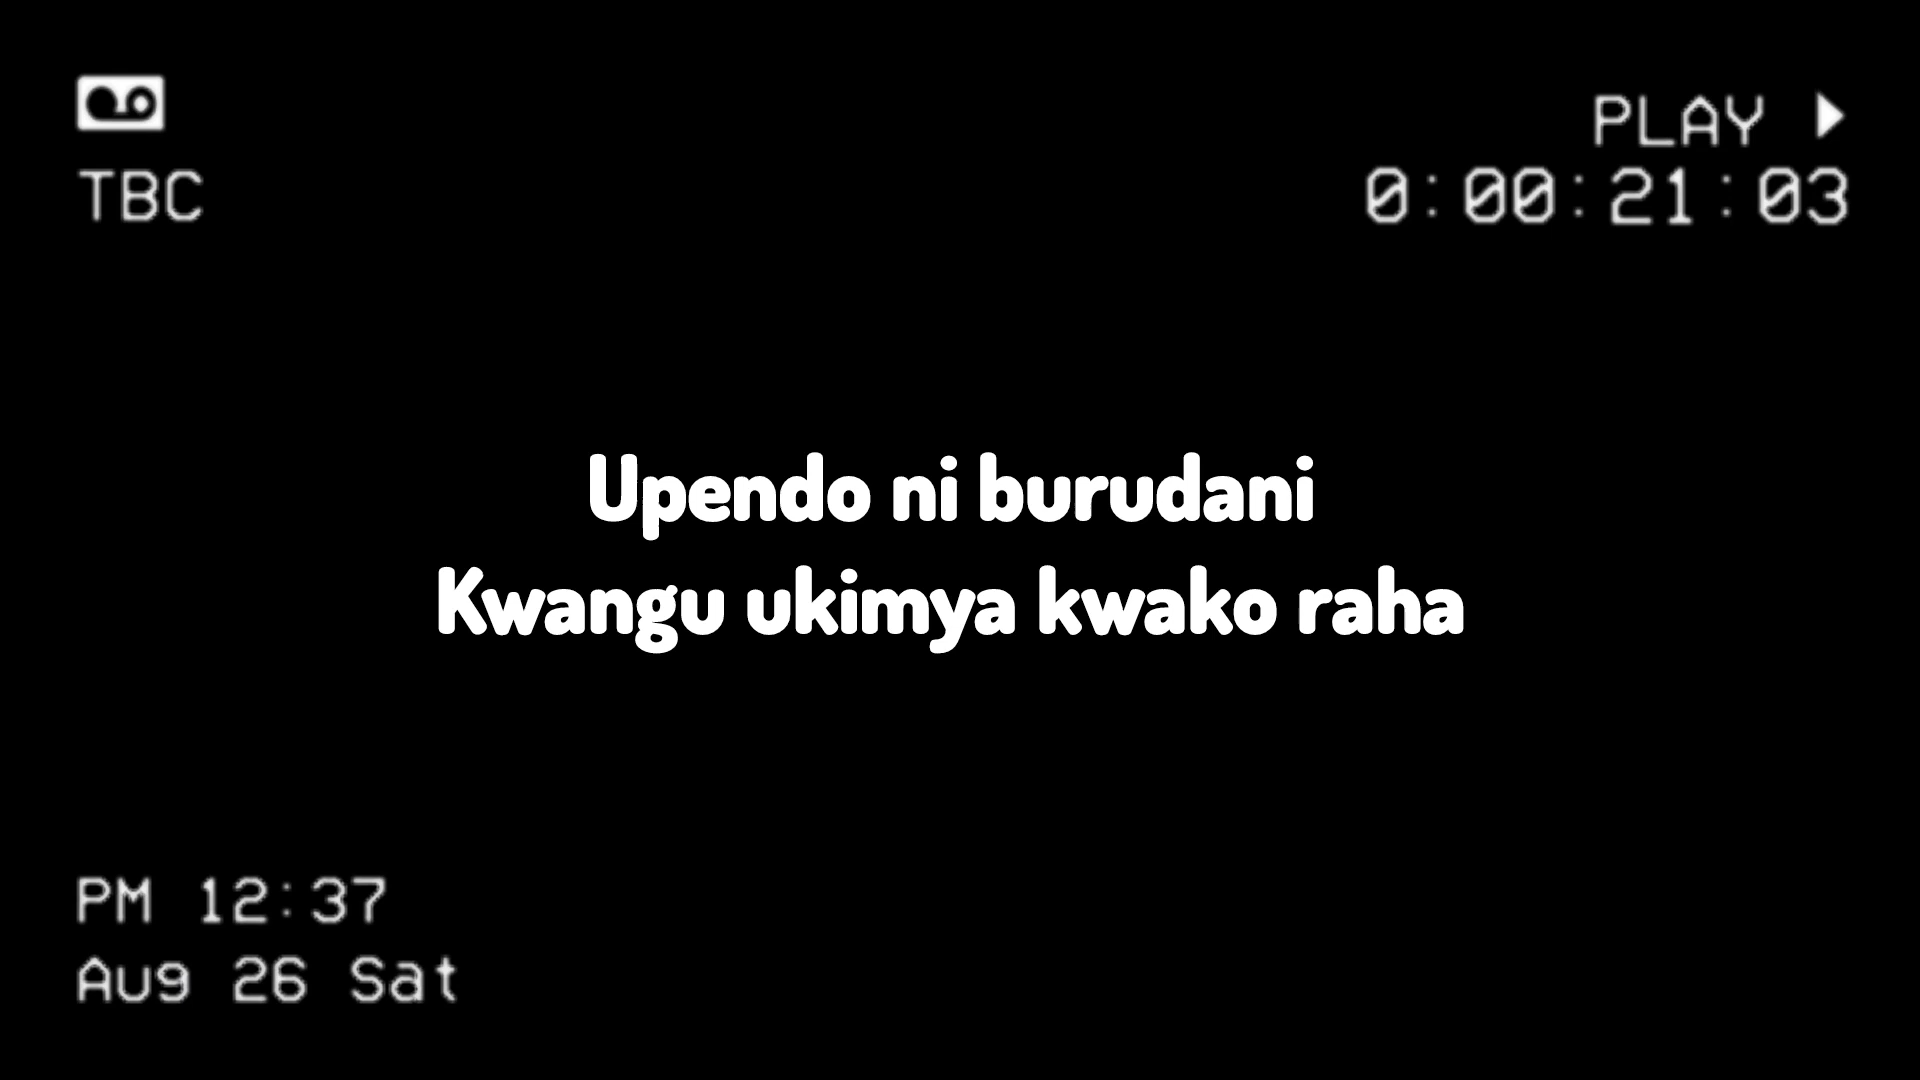 TBC
PLAY
0:00:21:03
Upendo ni burudani
Kwangu ukimya kwako raha
PM 12:37
Aug 26 Sat